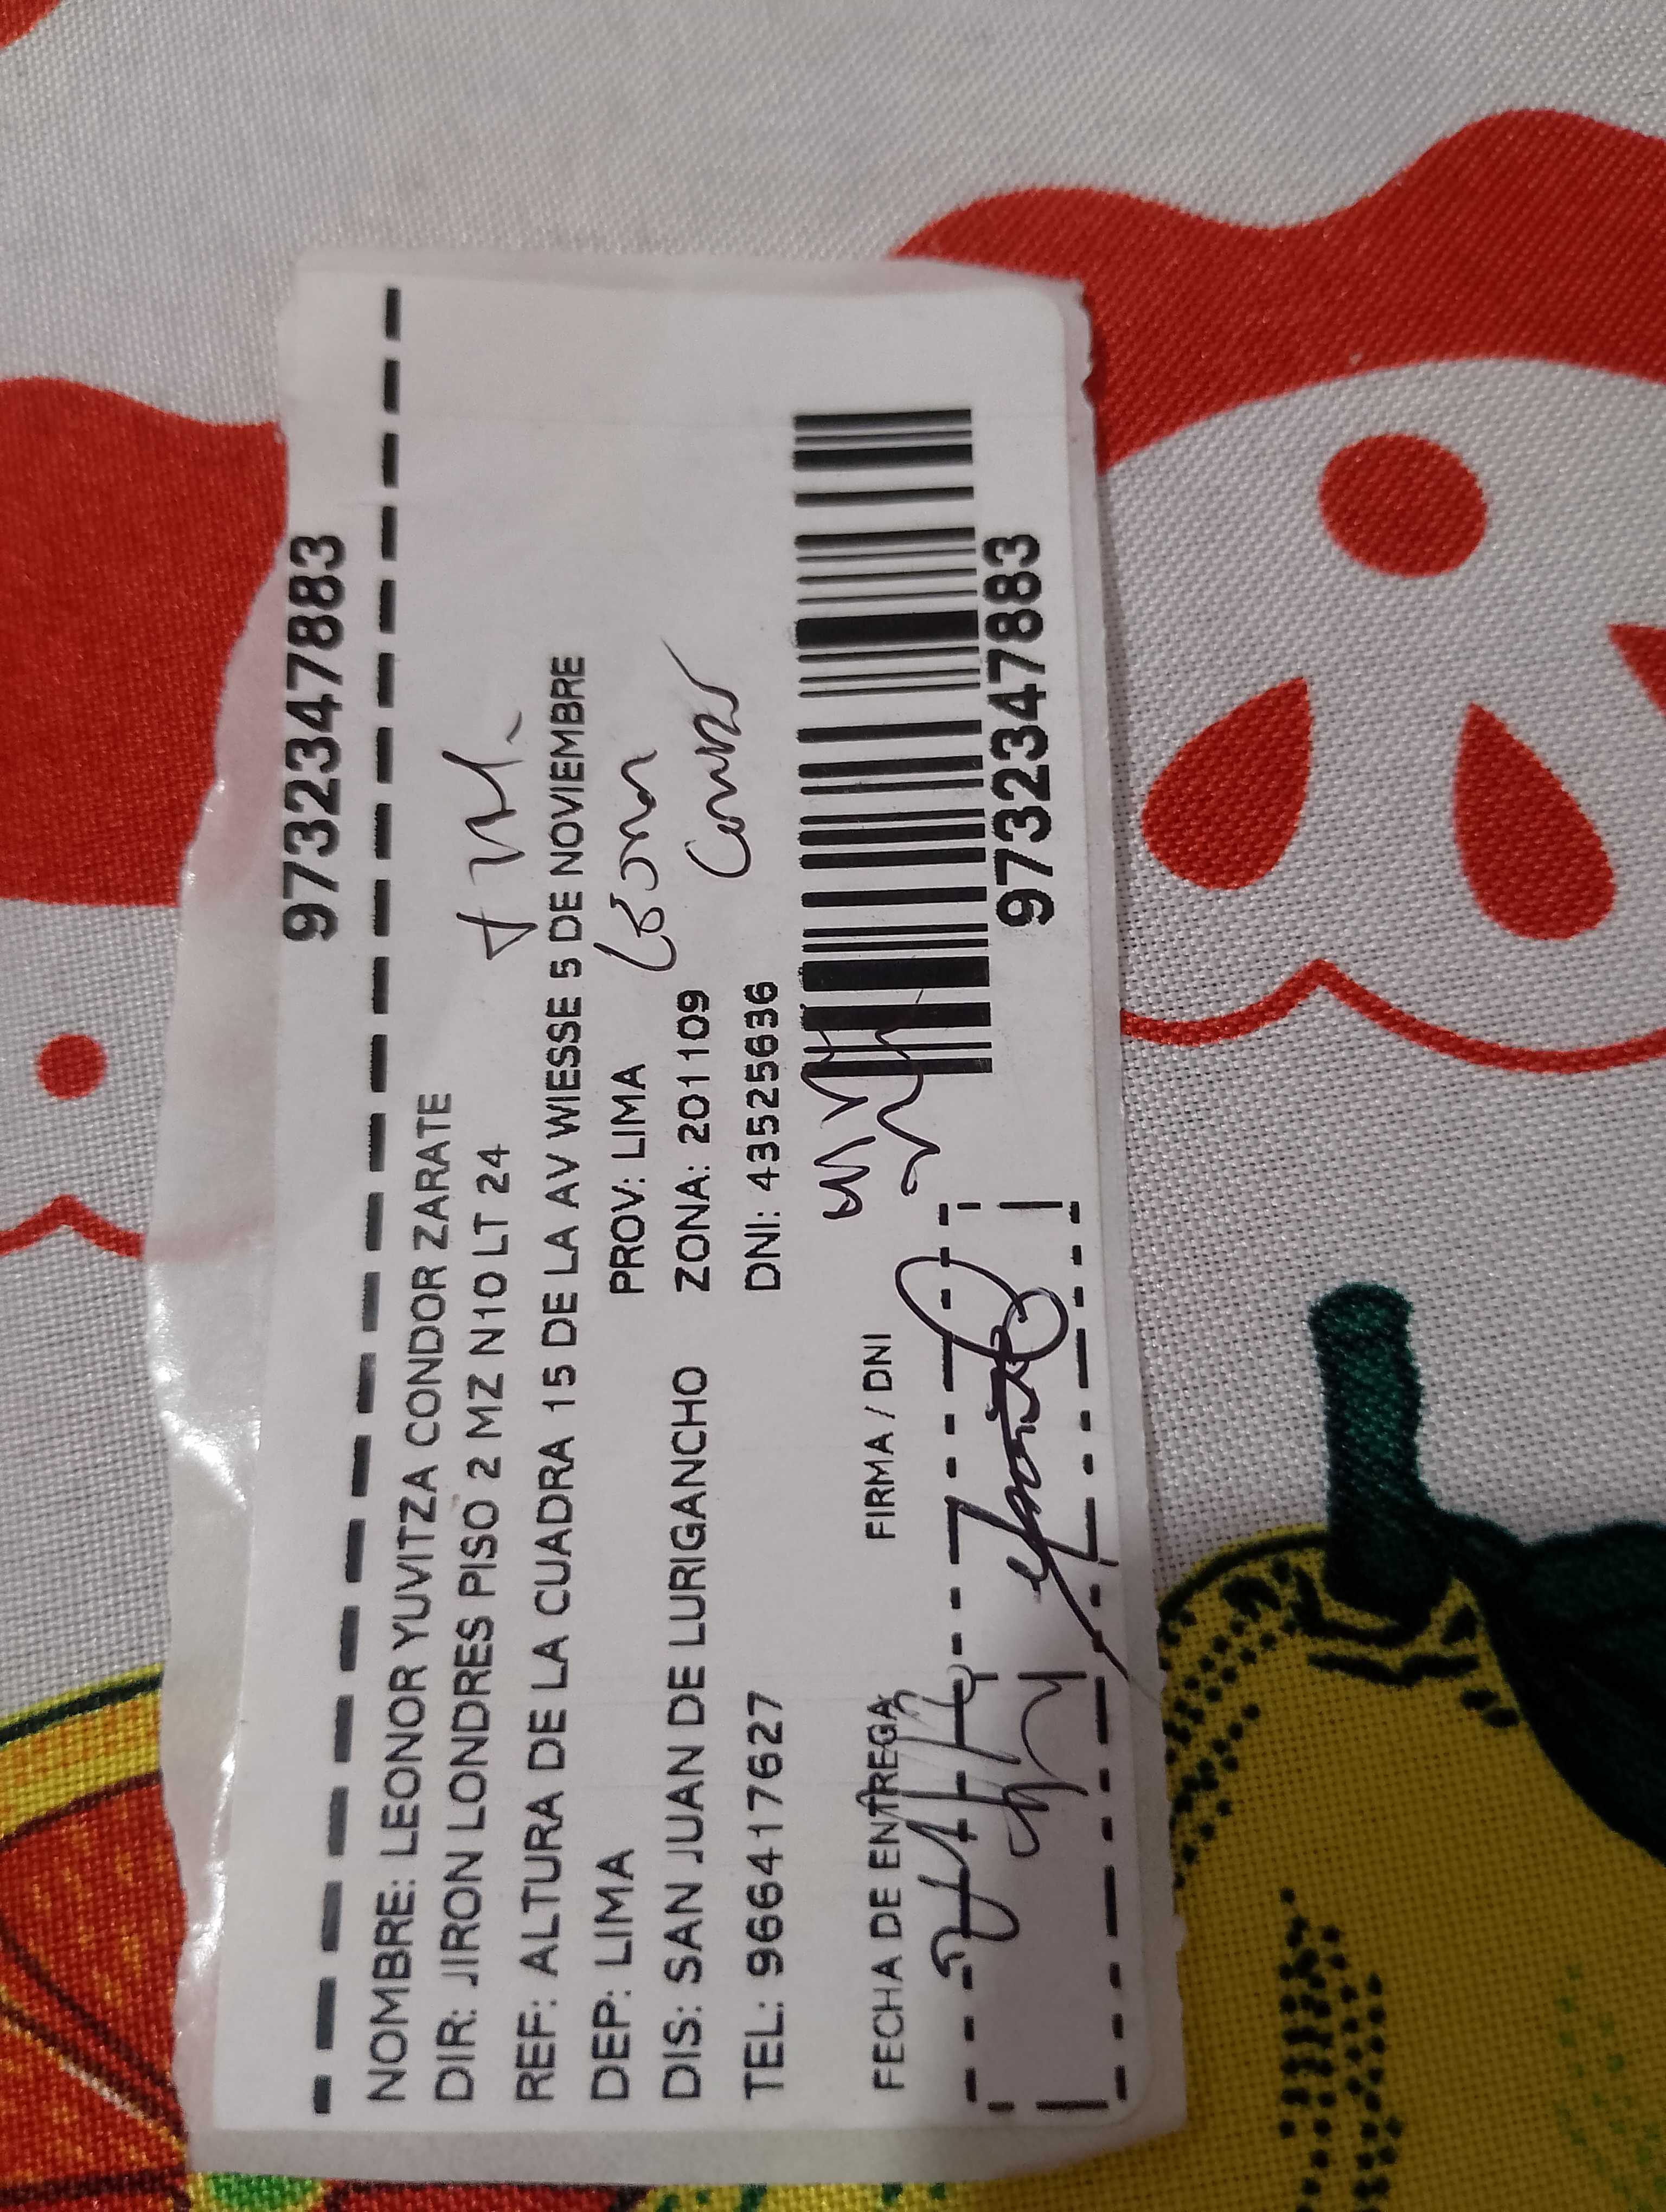 9732347883
NOMBRE: LEONOR YUVITZA CONDOR ZARATE
DIR: JIRON LONDRES PISO 2 MZ N10 LT 24
REF: ALTURA DE LA CUADRA 15 DE LA AV WIESSE 5 DE NOVIEMBRE
DEP: LIMA PROV: LIMA
DIS: SAN JUAN DE LURIGANCHO ZONA: 201109
TEL: 966417627 DNI: 43525636
FECHA DE ENTREGA FIRMA / DNI
9732347883